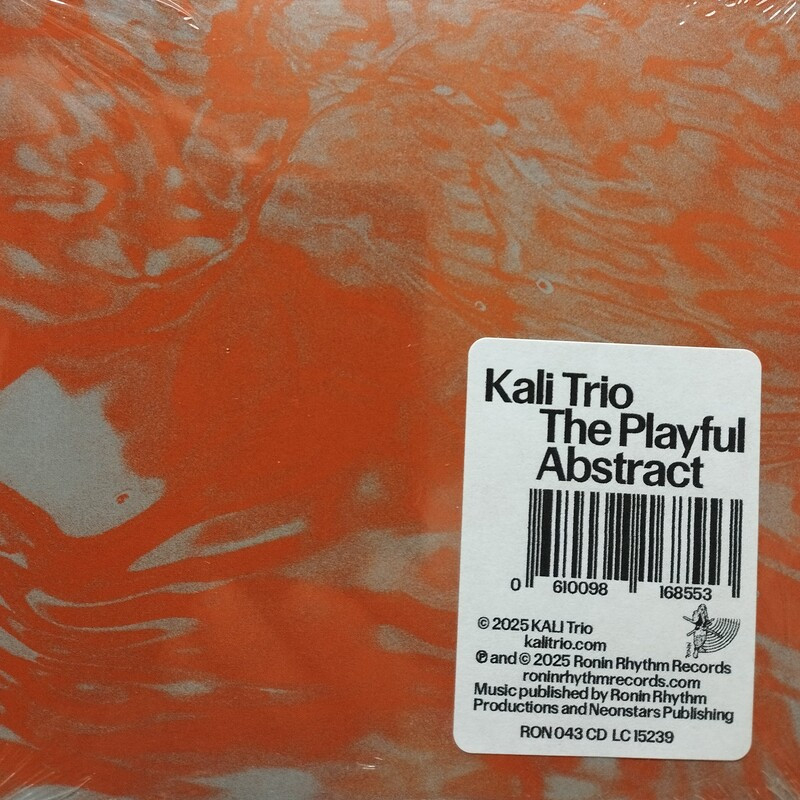 Kali Trio
The Playful
Abstract
0 610098 168553
© 2025 KALI Trio
kalitrio.com
℗ and © 2025 Ronin Rhythm Records
roninrhythmrecords.com
Music published by Ronin Rhythm
Productions and Neonstars Publishing
RON 043 CD LC 15239